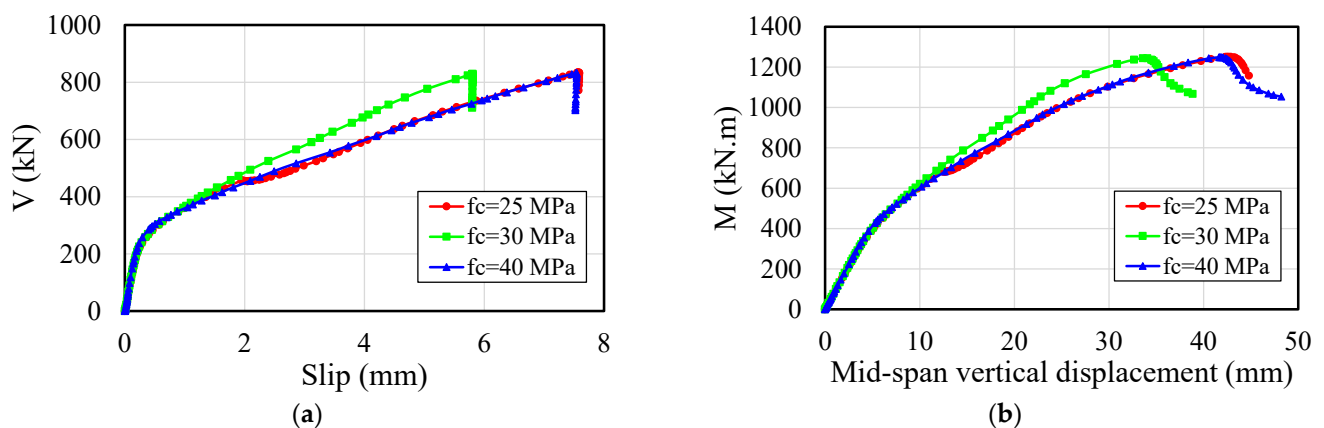 1000
800
600
400
200
0
V (kN)
0 2 4 6 8
Slip (mm)
fc=25 MPa
fc=30 MPa
fc=40 MPa
(a)
1400
1200
1000
800
600
400
200
0
M (kN.m)
0 10 20 30 40 50
Mid-span vertical displacement (mm)
fc=25 MPa
fc=30 MPa
fc=40 MPa
(b)